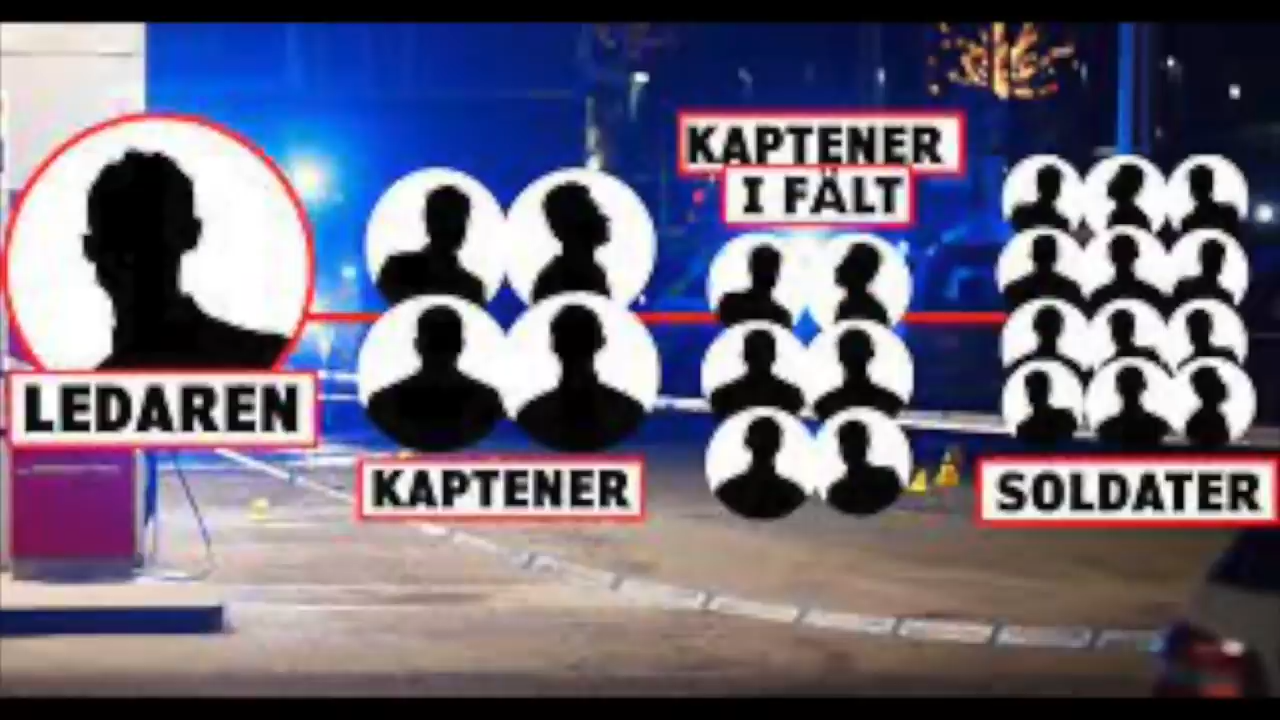 LEDAREN
KAPTENER
KAPTENER
I FÄLT
SOLDATER